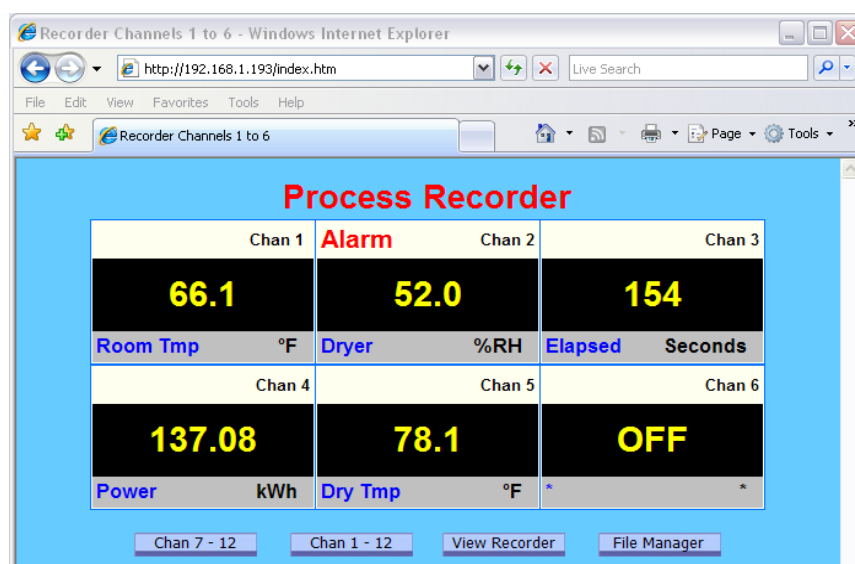 Recorder Channels 1 to 6 - Windows Internet Explorer
http://192.168.1.193/index.htm Live Search
File Edit View Favorites Tools Help
Recorder Channels 1 to 6 Page Tools »
Process Recorder
Chan 1 Alarm Chan 2 Chan 3
66.1 52.0 154
Room Tmp °F Dryer %RH Elapsed Seconds
Chan 4 Chan 5 Chan 6
137.08 78.1 OFF
Power kWh Dry Tmp °F * *
Chan 7 - 12 Chan 1 - 12 View Recorder File Manager